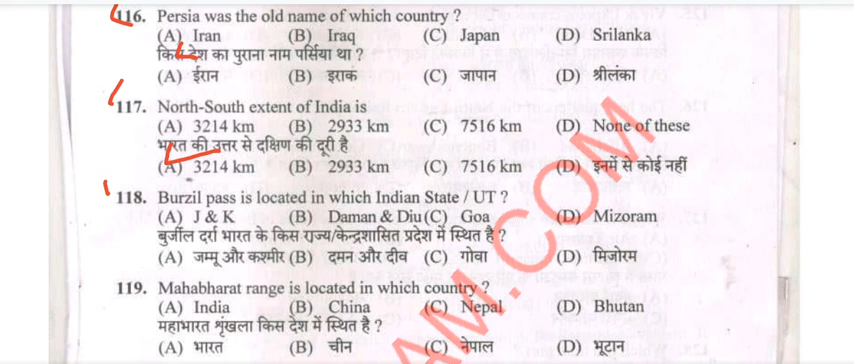 116. Persia was the old name of which country ?
(A) Iran (B) Iraq (C) Japan (D) Srilanka
किस देश का पुराना नाम पर्सिया था ?
(A) ईरान (B) इराक (C) जापान (D) श्रीलंका
117. North-South extent of India is
(A) 3214 km (B) 2933 km (C) 7516 km (D) None of these
भारत की उत्तर से दक्षिण की दूरी है
(A) 3214 km (B) 2933 km (C) 7516 km (D) इनमें से कोई नहीं
118. Burzil pass is located in which Indian State / UT ?
(A) J & K (B) Daman & Diu (C) Goa (D) Mizoram
बुर्जील दर्रा भारत के किस राज्य/केन्द्रशासित प्रदेश में स्थित है ?
(A) जम्मू और कश्मीर (B) दमन और दीव (C) गोवा (D) मिजोरम
119. Mahabharat range is located in which country ?
(A) India (B) China (C) Nepal (D) Bhutan
महाभारत शृंखला किस देश में स्थित है ?
(A) भारत (B) चीन (C) नेपाल (D) भूटान
AM.COM